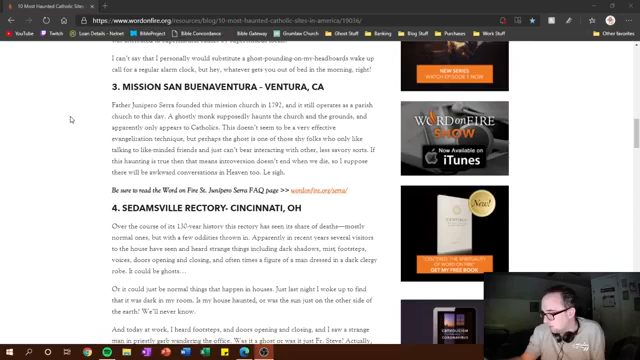 10 Most Haunted Catholic Sites
https://www.wordonfire.org/resources/blog/10-most-haunted-catholic-sites-in-america/19036/
YouTube
Twitch
Loan Details - Netnet
BibleProject
Bible Concordance
Bible Gateway
Grumlaw Church
Ghost Stuff
Banking
Blog Stuff
Shopping
Kids
Other favorites
I can't say that I personally would substitute a ghost-pounding-on-my-headboards wake up
call for a regular alarm clock, but hey, whatever gets you out of bed in the morning, right!
3. MISSION SAN BUENAVENTURA - VENTURA, CA
Father Junipero Serra founded this mission church in 1792, and it still operates as a parish
church to this day. A ghostly monk supposedly haunts the church and the grounds, and
apparently only appears to Catholics. This doesn't seem to be a very effective
evangelization technique, but perhaps the ghost is one of those shy folks who only like
talking to like-minded friends and just can't bear interacting with other, less savory sorts. If
this haunting is true then that means introversion doesn't end when we die, so I suppose
there will be awkward conversations in Heaven too. Le sigh.
Be sure to read the Word on Fire St. Junipero Serra FAQ page >> wordonfire.org/serra/
4. SEDAMSVILLE RECTORY- CINCINNATI, OH
Over the course of its 130-year history this rectory has seen its share of deaths—mostly
normal ones, but with a few oddities thrown in. Apparently in recent years several visitors
to the house have seen and heard strange things including dark shadows, mist, footsteps,
voices, doors opening and closing, and often times a figure of a man dressed in a dark clergy
robe. It could be ghosts...
Or it could just be normal things that happen in houses. Just last night I woke up to find
that it was dark in my room. Is my house haunted, or was the sun just on the other side of
the earth? We'll never know.
And today at work, I heard footsteps, and doors opening and closing, and I saw a strange
man in priestly garb wandering the office. Was it a ghost or was it just Fr. Steve? Actually,
NEW SERIES
WATCH EPISODE 1 NOW
WORD ON FIRE
SHOW
Now Available on
iTunes
New!
GET MY FREE BOOK